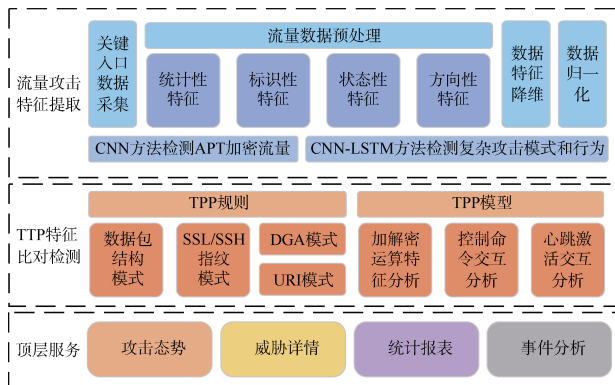 流量攻击
特征提取
关键
入口
数据
采集
流量数据预处理
统计性
特征
标识性
特征
状态性
特征
方向性
特征
数据
特征
降维
数据
归一
化
CNN方法检测APT加密流量
CNN-LSTM方法检测复杂攻击模式和行为
TTP特征
比对检测
TPP规则
TPP模型
数据包
结构
模式
SSL/SSH
指纹
模式
DGA模式
URI模式
加解密
运算特
征分析
控制命
令交互
分析
心跳激
活交互
分析
顶层服务
攻击态势
威胁详情
统计报表
事件分析